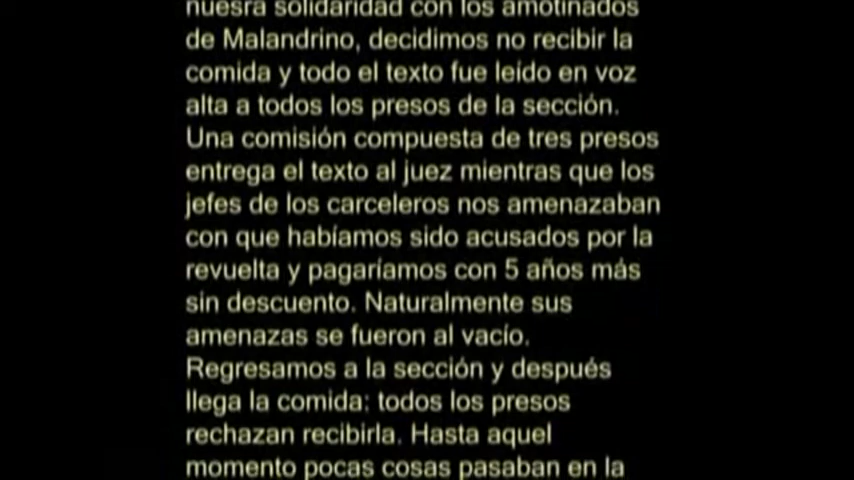 nuesra solidaridad con los amotinados
de Malandrino, decidimos no recibir la
comida y todo el texto fue leído en voz
alta a todos los presos de la sección.
Una comisión compuesta de tres presos
entrega el texto al juez mientras que los
jefes de los carceleros nos amenazaban
con que habíamos sido acusados por la
revuelta y pagaríamos con 5 años más
sin descuento. Naturalmente sus
amenazas se fueron al vacío.
Regresamos a la sección y después
llega la comida: todos los presos
rechazan recibirla. Hasta aquel
momento pocas cosas pasaban en la